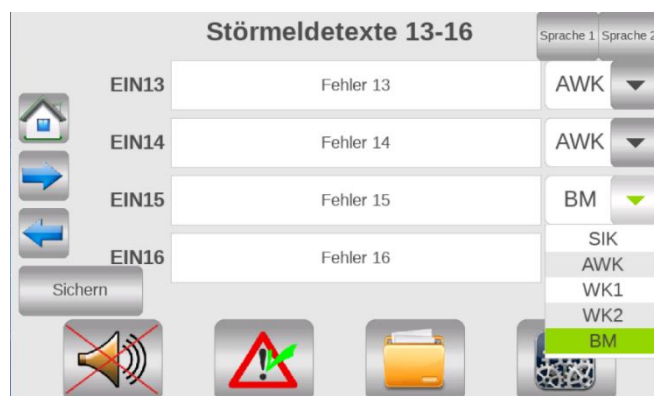 Störmeldetexte 13-16
Sprache 1 Sprache 2
EIN13 Fehler 13 AWK
EIN14 Fehler 14 AWK
EIN15 Fehler 15 BM
EIN16 Fehler 16
SIK
AWK
WK1
WK2
BM
Sichern